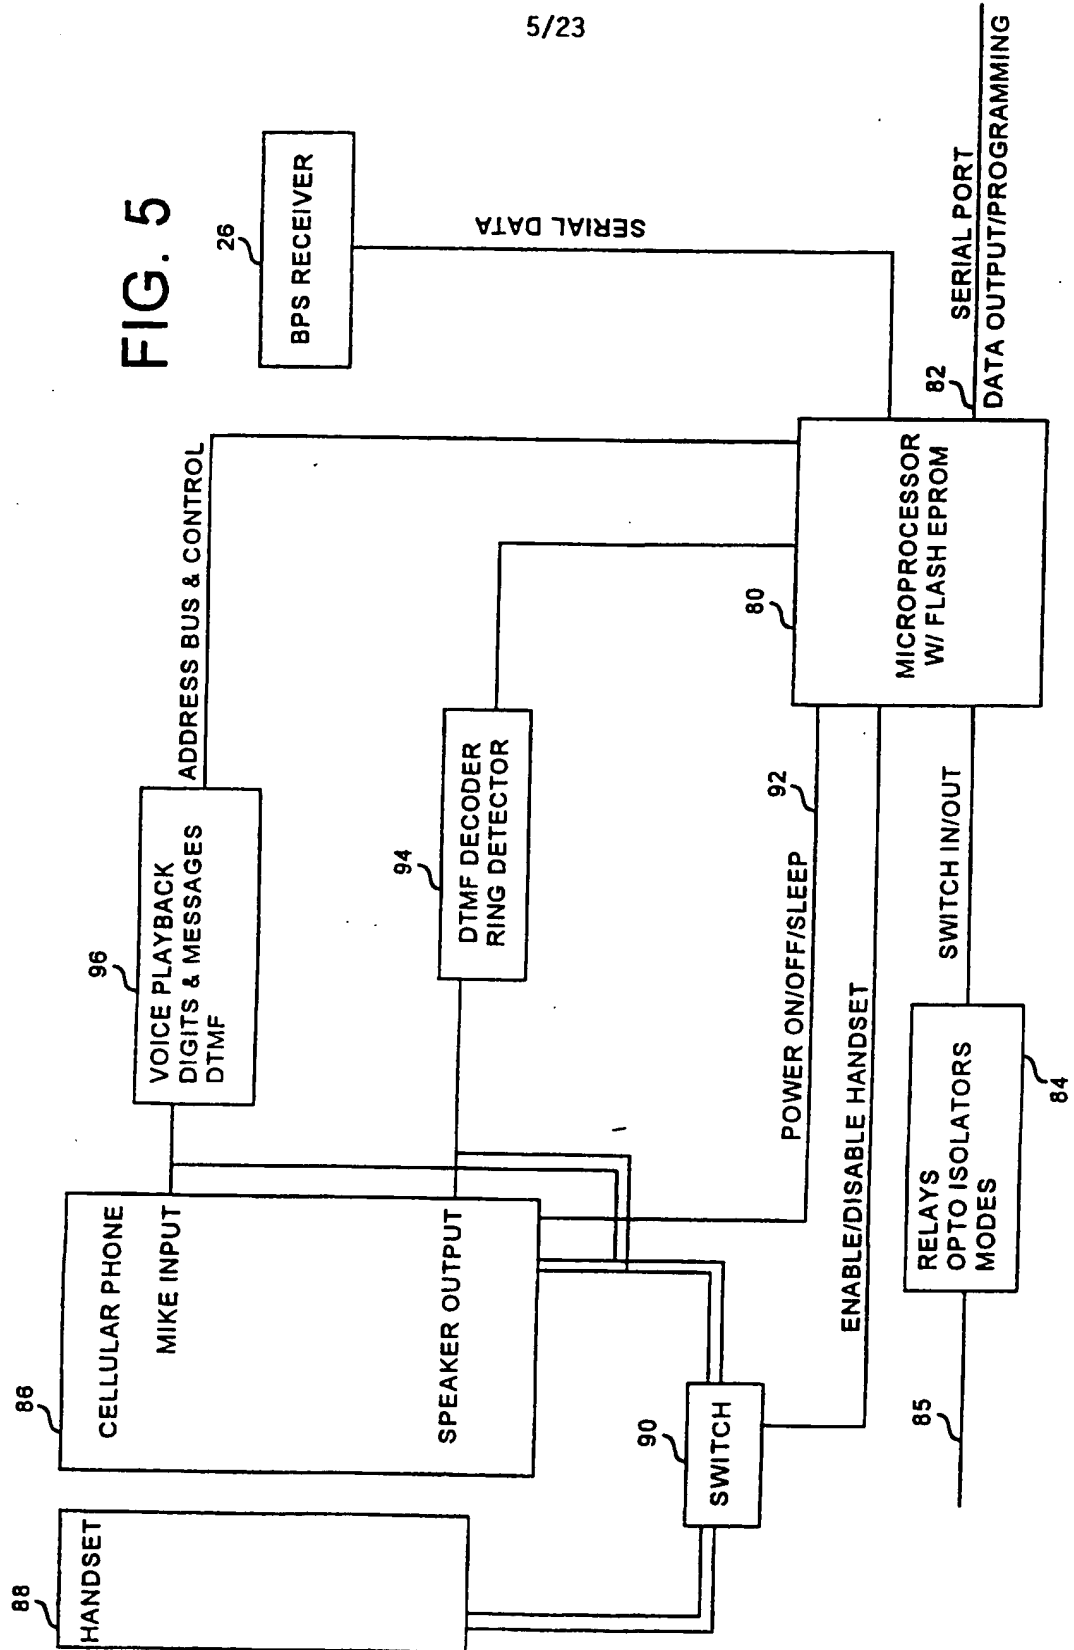 5/23
FIG. 5
88
HANDSET
86
CELLULAR PHONE
MIKE INPUT
SPEAKER OUTPUT
96
VOICE PLAYBACK
DIGITS & MESSAGES
DTMF
ADDRESS BUS & CONTROL
26
BPS RECEIVER
SERIAL DATA
94
DTMF DECODER
RING DETECTOR
90
SWITCH
POWER ON/OFF/SLEEP
92
ENABLE/DISABLE HANDSET
80
MICROPROCESSOR
W/ FLASH EPROM
82
SERIAL PORT
DATA OUTPUT/PROGRAMMING
85
RELAYS
OPTO ISOLATORS
MODES
84
SWITCH IN/OUT